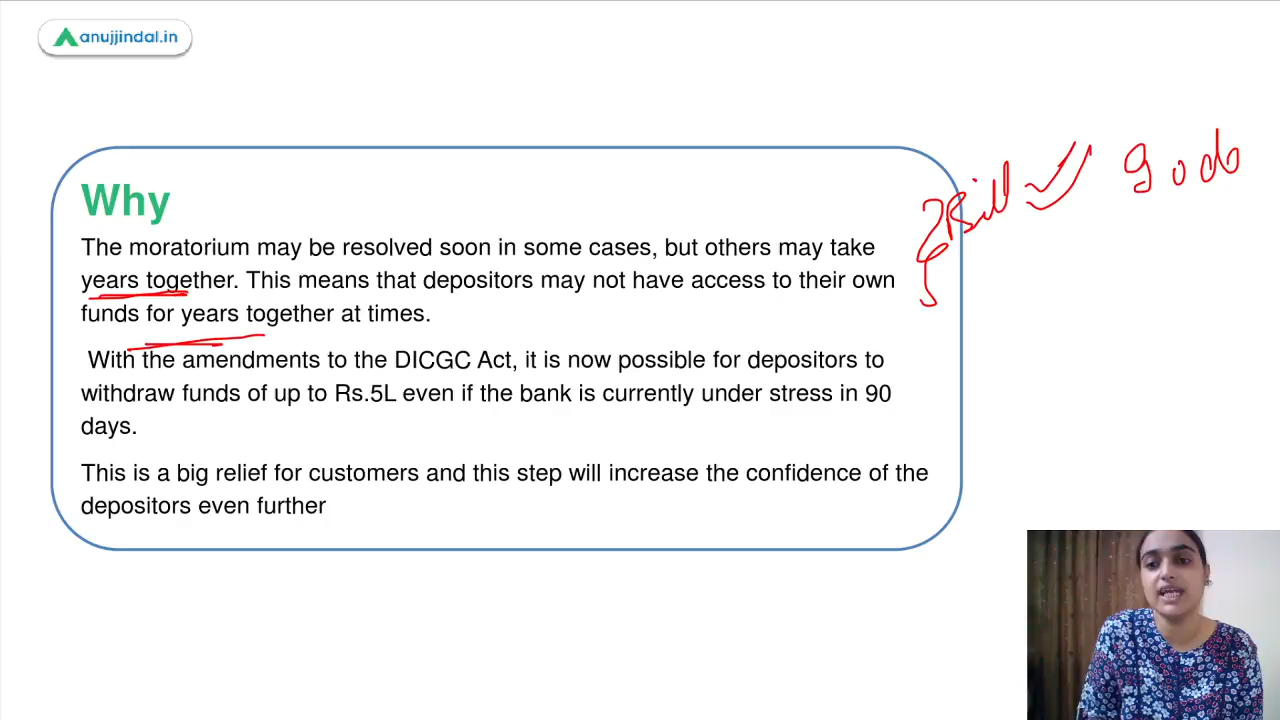 anujjindal.in
Why
The moratorium may be resolved soon in some cases, but others may take
years together. This means that depositors may not have access to their own
funds for years together at times.
With the amendments to the DICGC Act, it is now possible for depositors to
withdraw funds of up to Rs.5L even if the bank is currently under stress in 90
days.
This is a big relief for customers and this step will increase the confidence of the
depositors even further
Bill
90 d